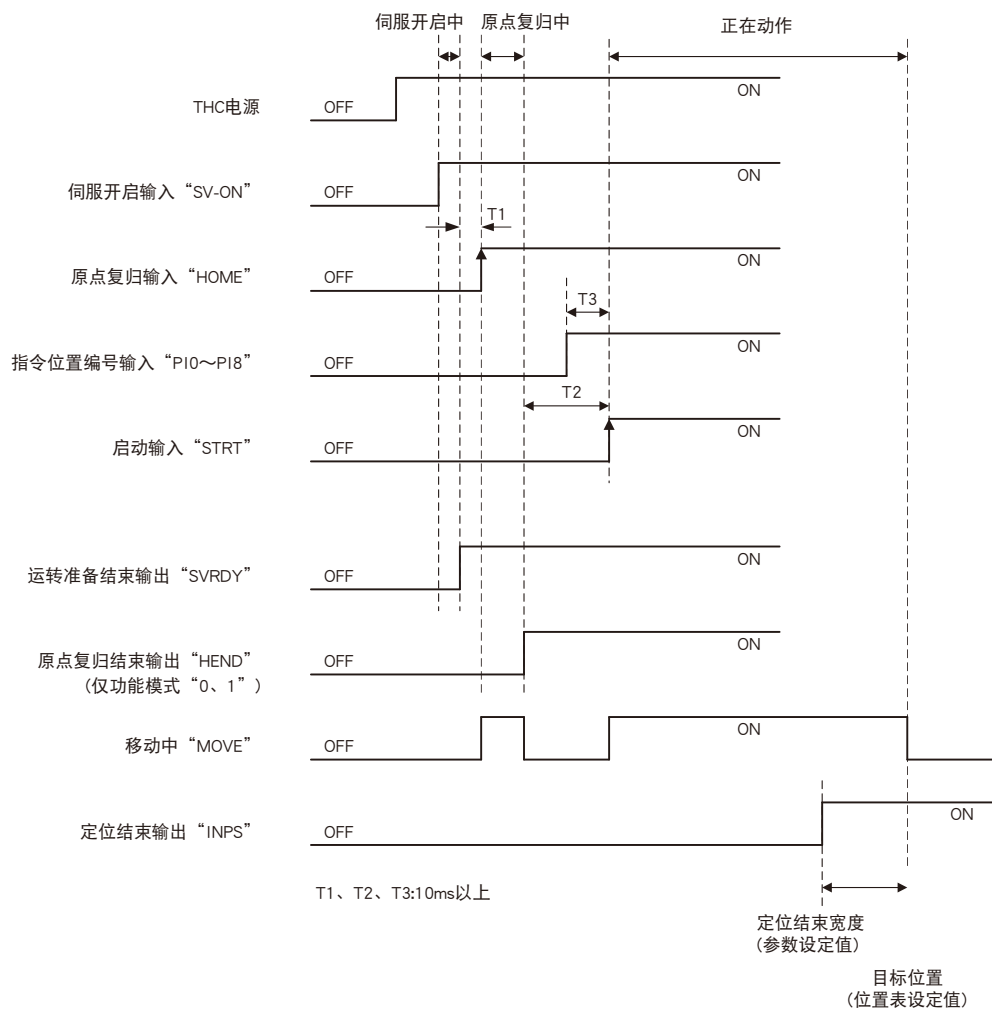 伺服开启中 原点复归中 正在动作
THC电源 OFF ON
伺服开启输入“SV-ON” OFF ON
T1
原点复归输入“HOME” OFF ON
T3
指令位置编号输入“PI0～PI8” OFF ON
T2
启动输入“STRT” OFF ON
运转准备结束输出“SVRDY” OFF ON
原点复归结束输出“HEND” OFF ON
(仅功能模式“0、1”)
移动中“MOVE” OFF ON
定位结束输出“INPS” OFF ON
T1、T2、T3:10ms以上
定位结束宽度
(参数设定值)
目标位置
(位置表设定值)